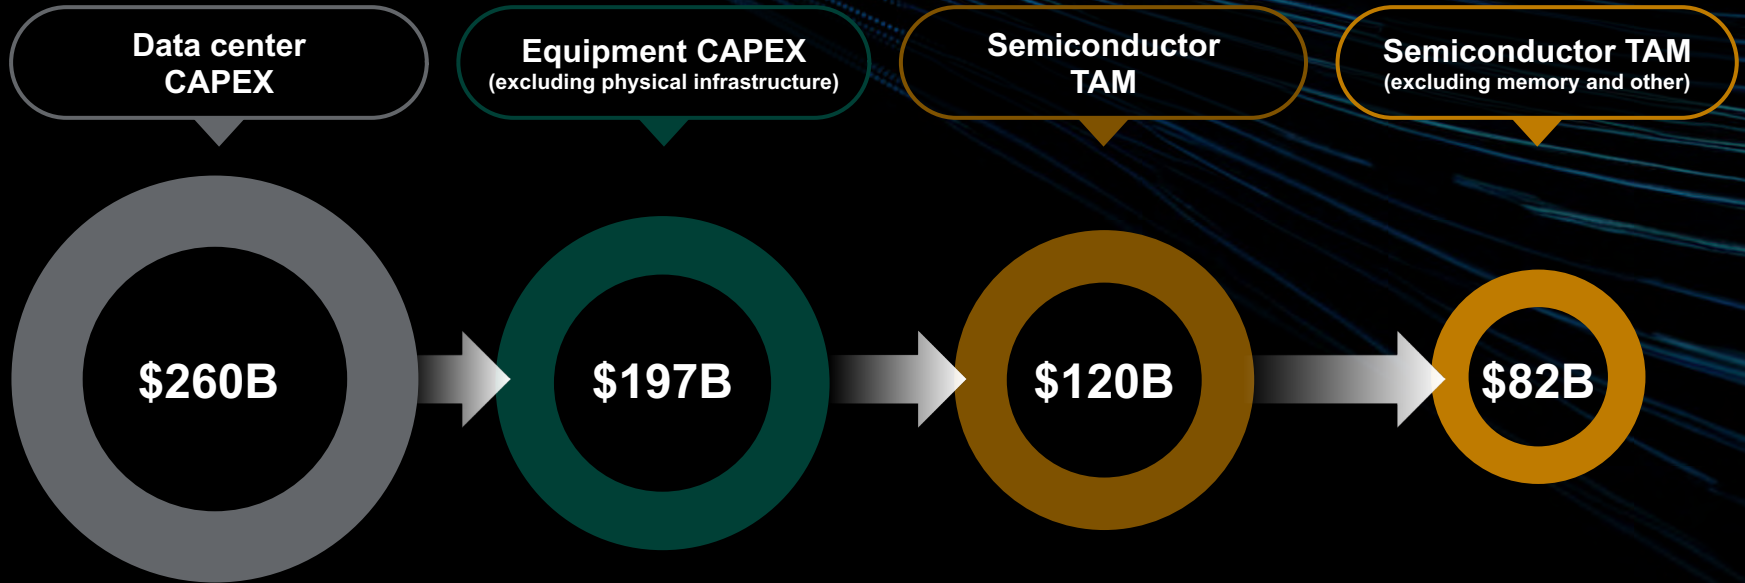 Data center
CAPEX
Equipment CAPEX
(excluding physical infrastructure)
Semiconductor
TAM
Semiconductor TAM
(excluding memory and other)
$260B
$197B
$120B
$82B